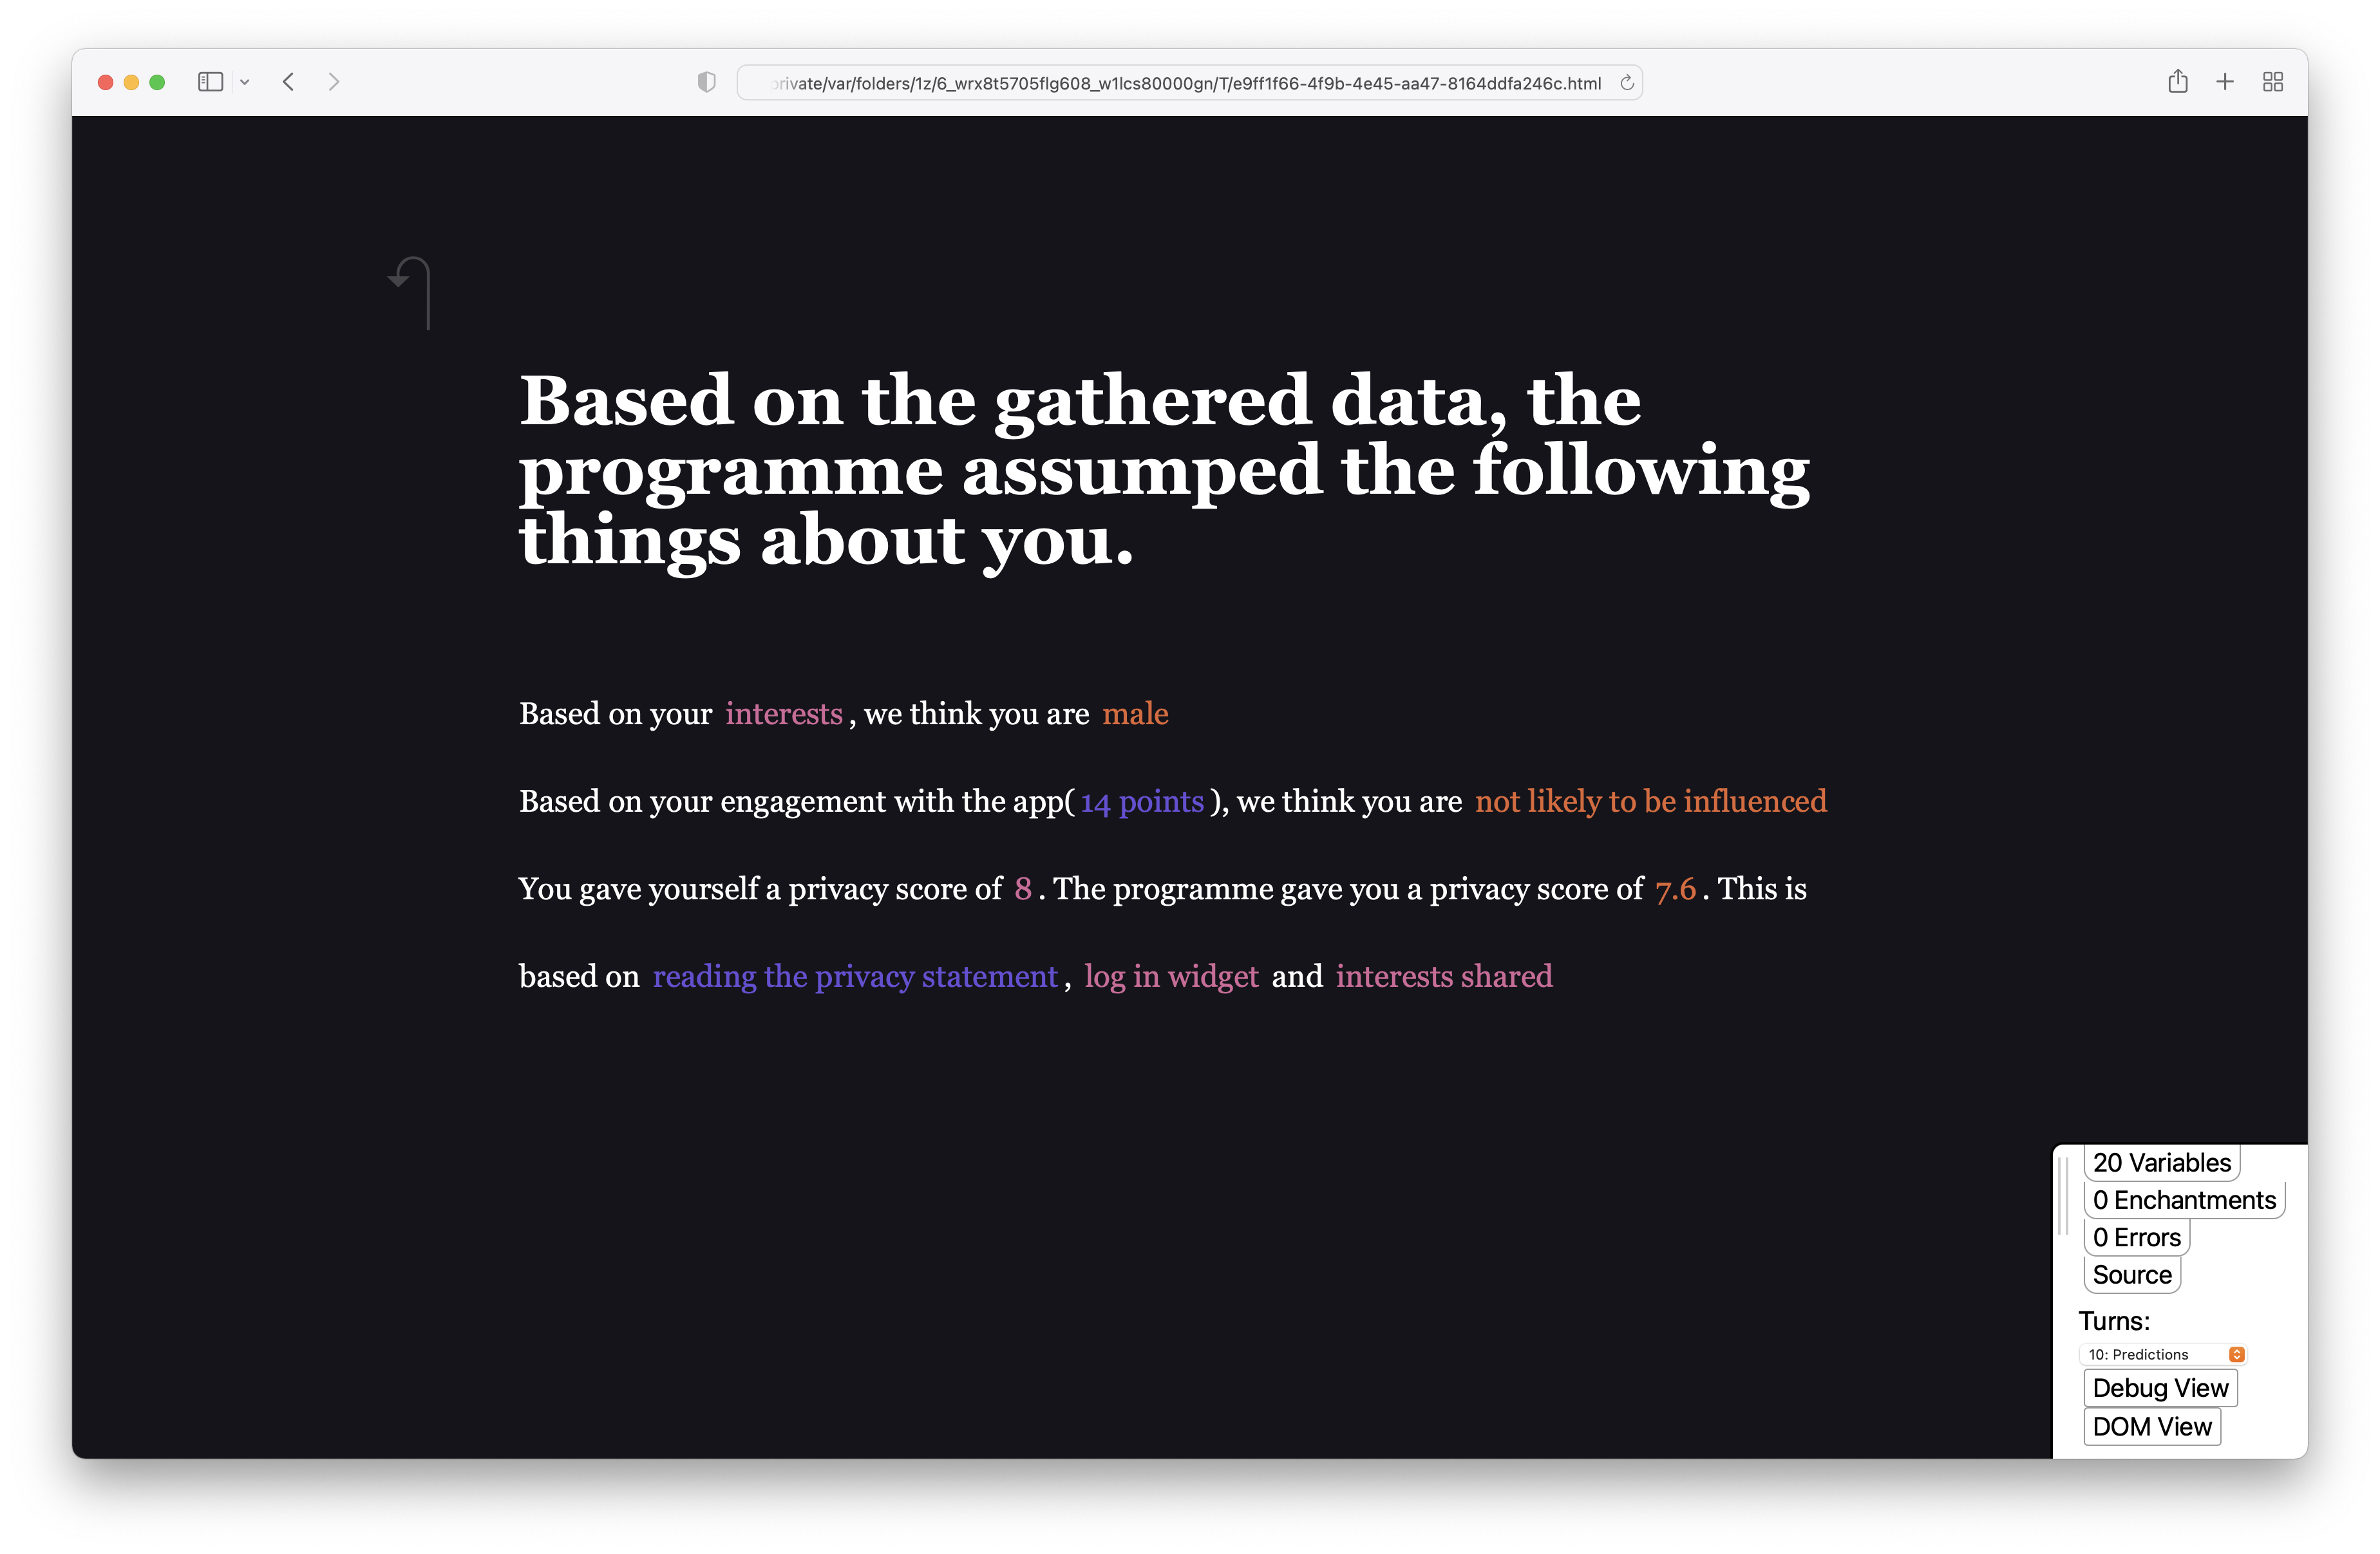 private/var/folders/1z/6_wrx8t5705flg608_w1lcs80000gn/T/e9ff1f66-4f9b-4e45-aa47-8164ddfa246c.html
Based on the gathered data, the
programme assumped the following
things about you.
Based on your interests , we think you are male
Based on your engagement with the app( 14 points ), we think you are not likely to be influenced
You gave yourself a privacy score of 8 . The programme gave you a privacy score of 7.6 . This is
based on reading the privacy statement , log in widget and interests shared
20 Variables
0 Enchantments
0 Errors
Source
Turns:
10: Predictions
Debug View
DOM View